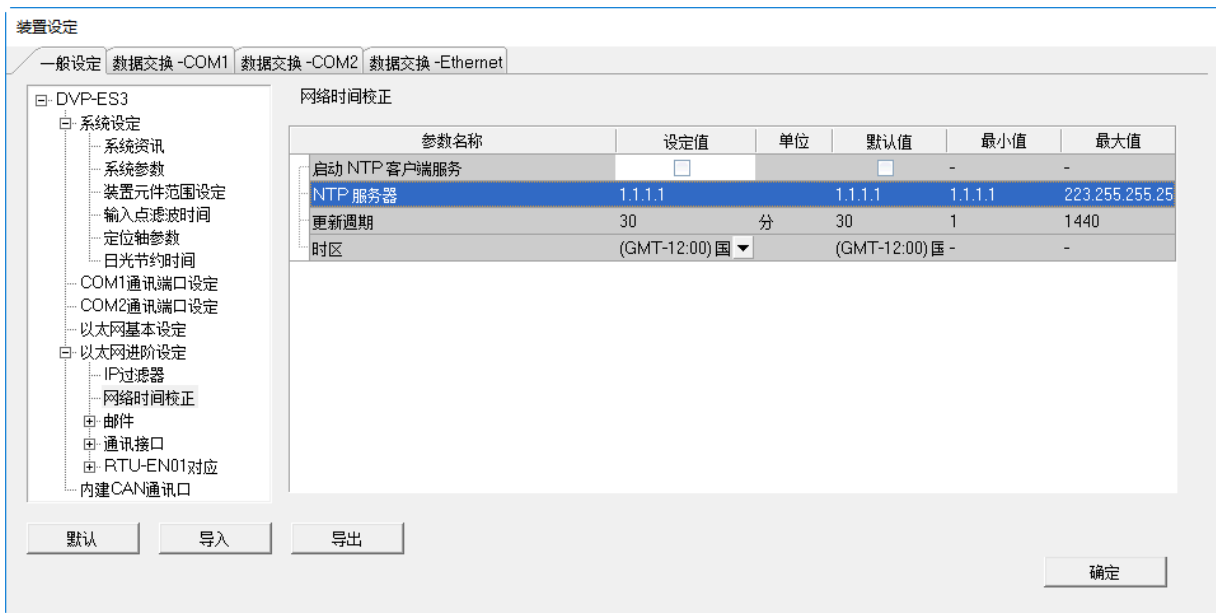 装置设定
一般设定 数据交换 -COM1 数据交换 -COM2 数据交换 -Ethernet
DVP-ES3
系统设定
系统资讯
系统参数
装置元件范围设定
输入点滤波时间
定位轴参数
日光节约时间
COM1通讯端口设定
COM2通讯端口设定
以太网基本设定
以太网进阶设定
IP过滤器
网络时间校正
邮件
通讯接口
RTU-EN01对应
内建CAN通讯口
网络时间校正
参数名称 设定值 单位 默认值 最小值 最大值
启动 NTP 客户端服务 - -
NTP 服务器 1.1.1.1 1.1.1.1 1.1.1.1 223.255.255.25
更新週期 30 分 30 1 1440
时区 (GMT-12:00) 国 (GMT-12:00) 国 - -
默认 导入 导出
确定